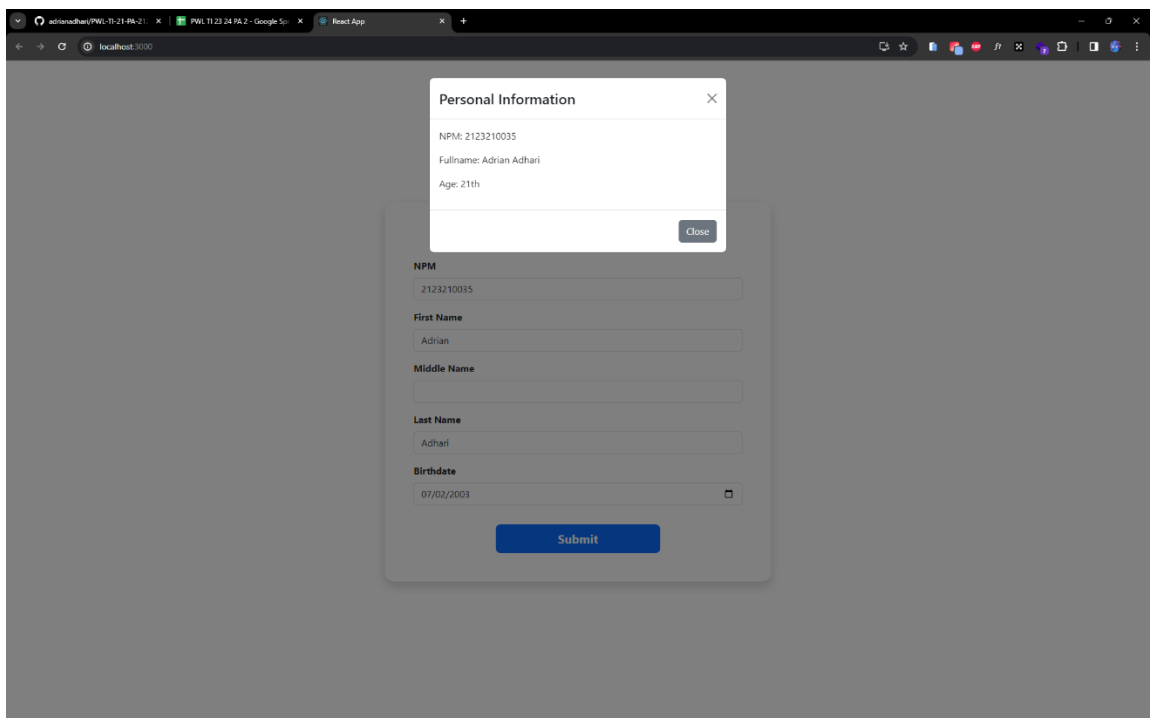 adrianadhari/PWL-TI-21-PA-21
PWL TI 23 24 PA 2 - Google Sp
React App
localhost:3000
Personal Information
NPM: 2123210035
Fullname: Adrian Adhari
Age: 21th
Close
NPM
2123210035
First Name
Adrian
Middle Name
Last Name
Adhari
Birthdate
07/02/2003
Submit